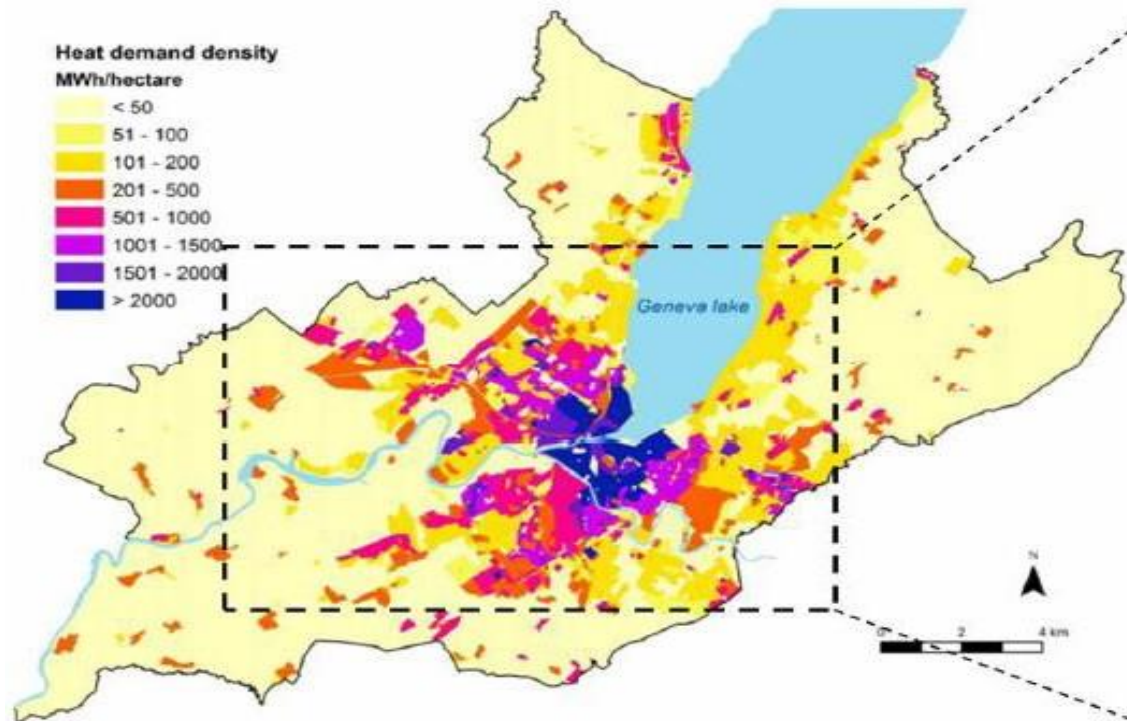 Heat demand density
MWh/hectare
< 50
51 - 100
101 - 200
201 - 500
501 - 1000
1001 - 1500
1501 - 2000
> 2000
Geneva lake
N
0 2 4 km